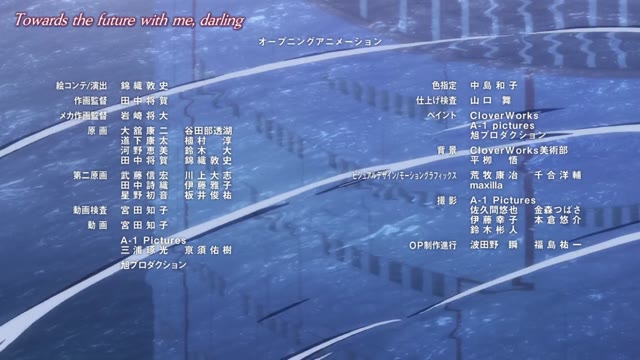 Towards the future with me, darling
オープニングアニメーション
絵コンテ/演出 錦織敦史
作画監督 田中将賀
メカ作画監督 岩崎将大
原画 大舘康二 谷田部透湖
道下康太 植村淳
河野恵美 鈴木大
田中将賀 錦織敦史
第二原画 武藤信宏 川上大志
田中詩織 伊藤雅子
星野初音 板井俊祐
動画検査 宮田知子
動画 宮田知子
A-1 Pictures
三浦琢光 京須佑樹
旭プロダクション
色指定 中島和子
仕上げ検査 山口舞
ペイント CloverWorks
A-1 pictures
旭プロダクション
背景 CloverWorks美術部
平栁悟
ビジュアルデザイン/モーショングラフィックス 荒牧康治 千合洋輔
maxilla
撮影 A-1 Pictures
佐久間悠也 金森つばさ
伊藤幸子 本倉悠介
鈴木彬人
OP制作進行 波田野瞬 福島祐一